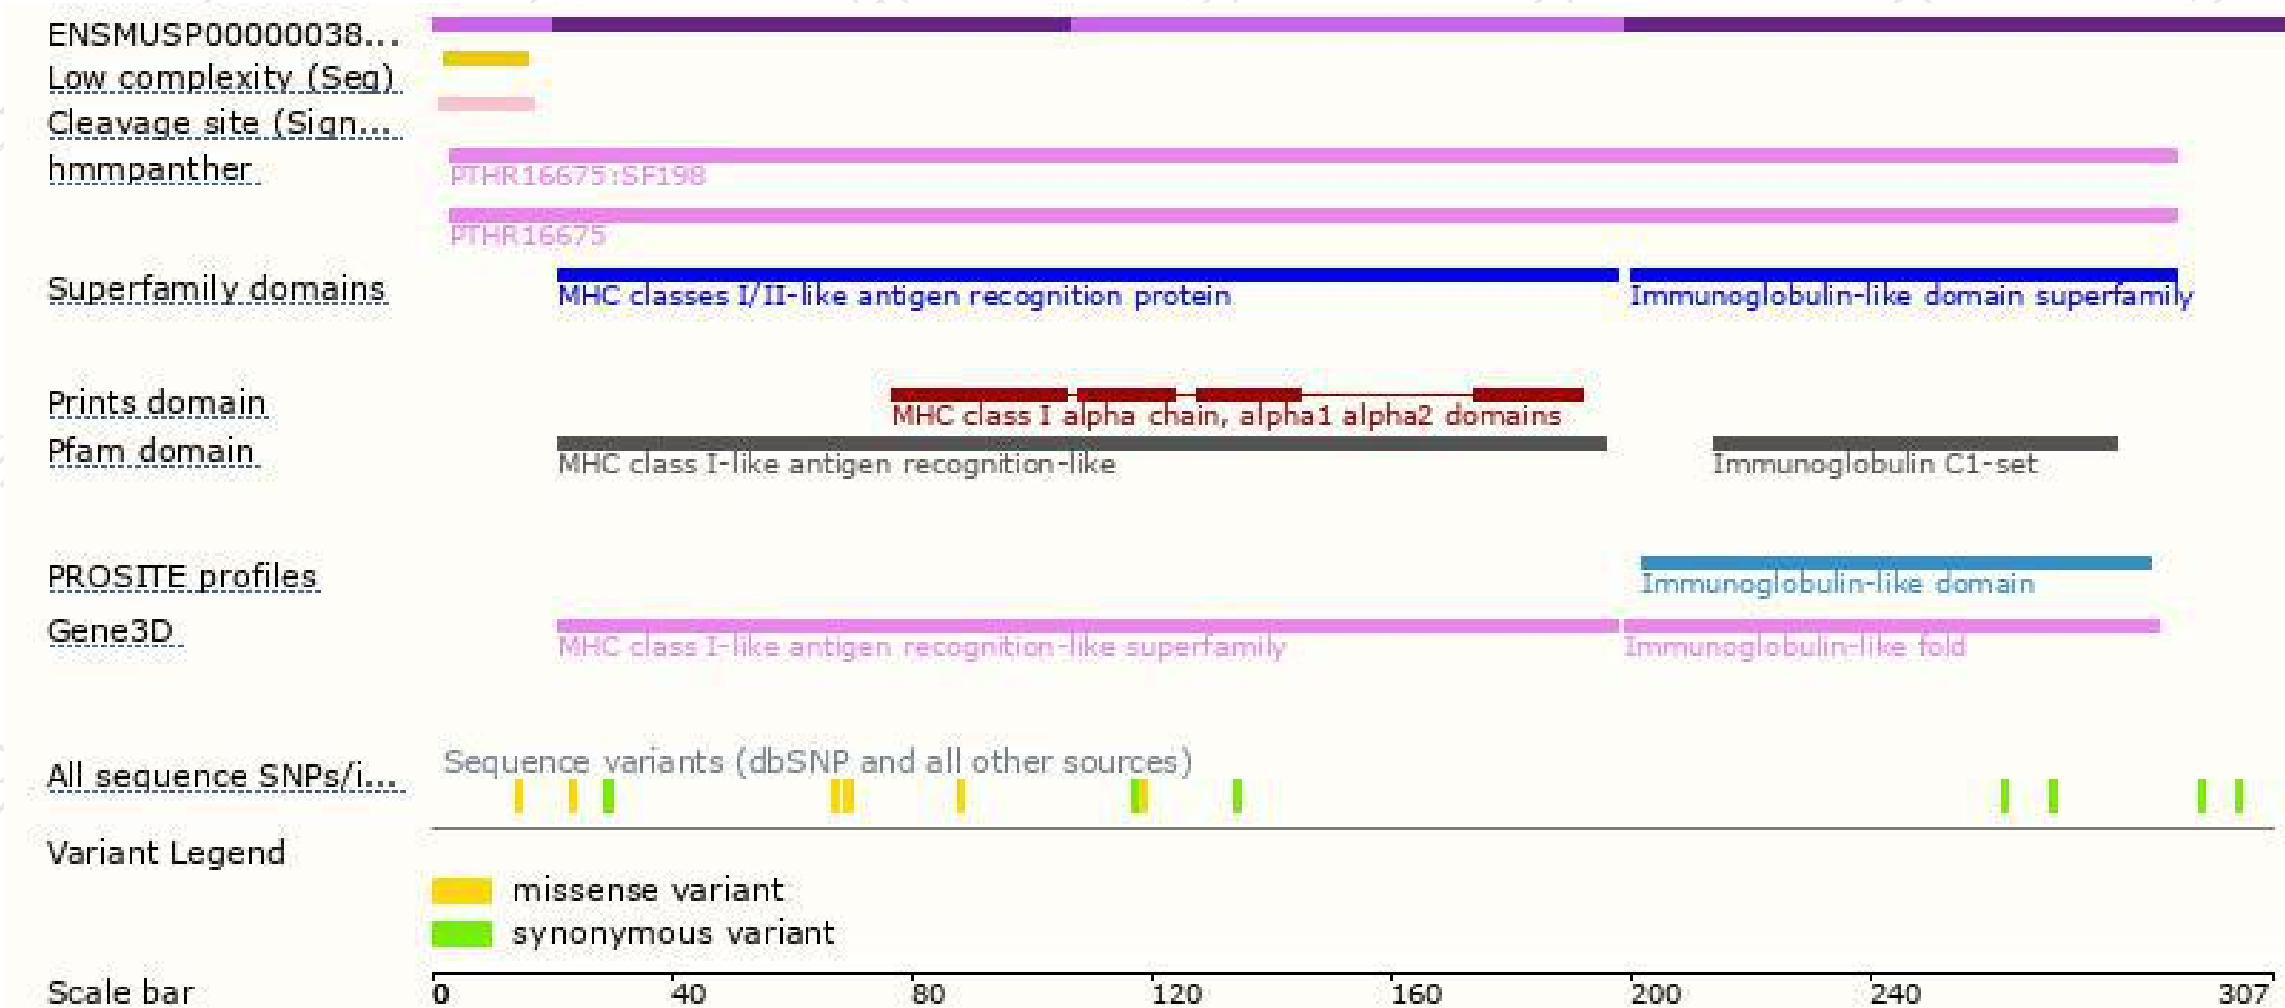 ENSMUSP00000038...
Low complexity (Seg)
Cleavage site (Sign...
hmmpanther
PTHR16675:SF198
PTHR16675
Superfamily domains
MHC classes I/II-like antigen recognition protein
Immunoglobulin-like domain superfamily
Prints domain
MHC class I alpha chain, alpha1 alpha2 domains
Pfam domain
MHC class I-like antigen recognition-like
Immunoglobulin C1-set
PROSITE profiles
Immunoglobulin-like domain
Gene3D
MHC class I-like antigen recognition-like superfamily
Immunoglobulin-like fold
Sequence variants (dbSNP and all other sources)
All sequence SNPs/i...
Variant Legend
missense variant
synonymous variant
Scale bar
0 40 80 120 160 200 240 307